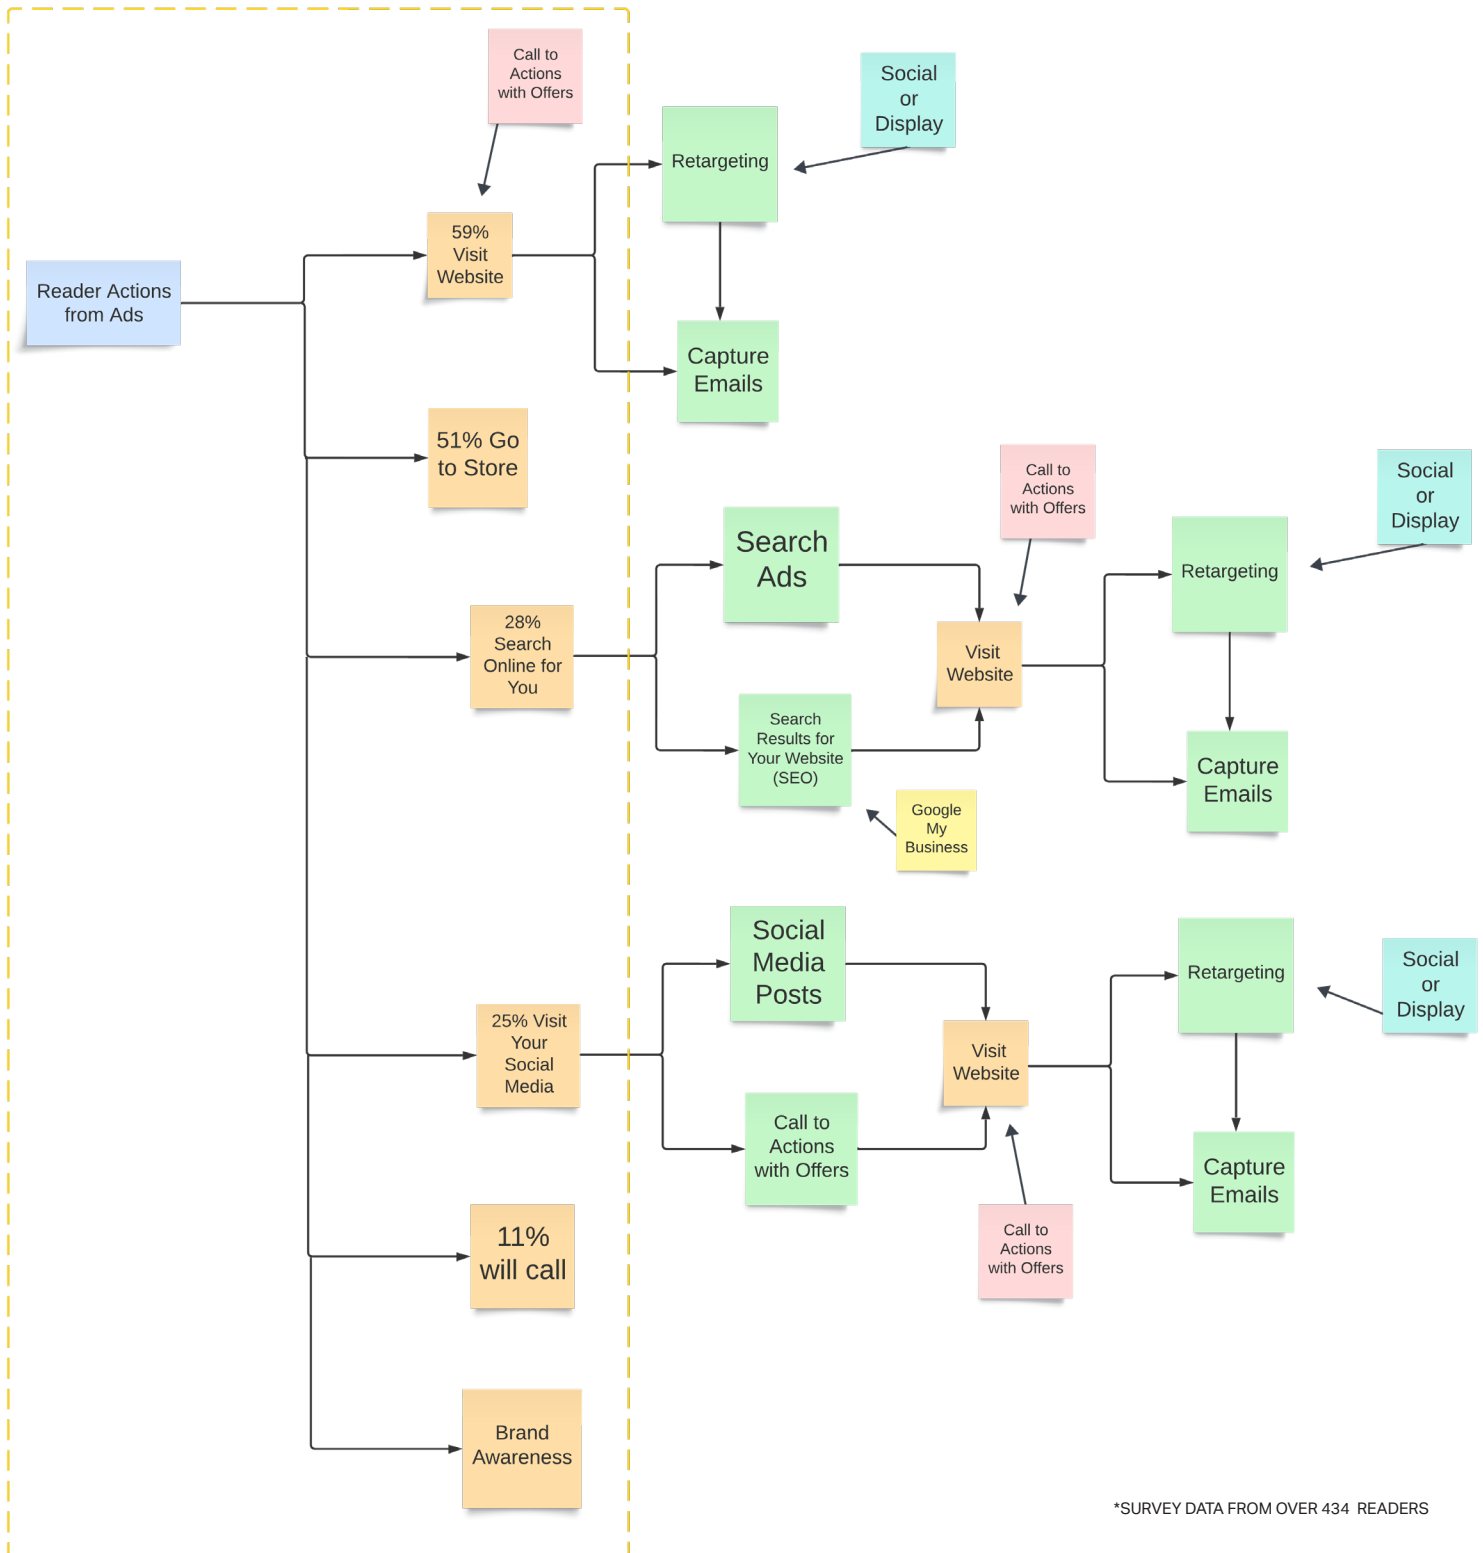 Call to
Actions
with Offers
Social
or
Display
Retargeting
59%
Visit
Website
Reader Actions
from Ads
Capture
Emails
51% Go
to Store
Call to
Actions
with Offers
Social
or
Display
Search
Ads
Retargeting
28%
Search
Online for
You
Visit
Website
Search
Results for
Your Website
(SEO)
Capture
Emails
Google
My
Business
Social
Media
Posts
Retargeting
Social
or
Display
25% Visit
Your
Social
Media
Visit
Website
Call to
Actions
with Offers
Capture
Emails
11%
will call
Call to
Actions
with Offers
Brand
Awareness
*SURVEY DATA FROM OVER 434 READERS